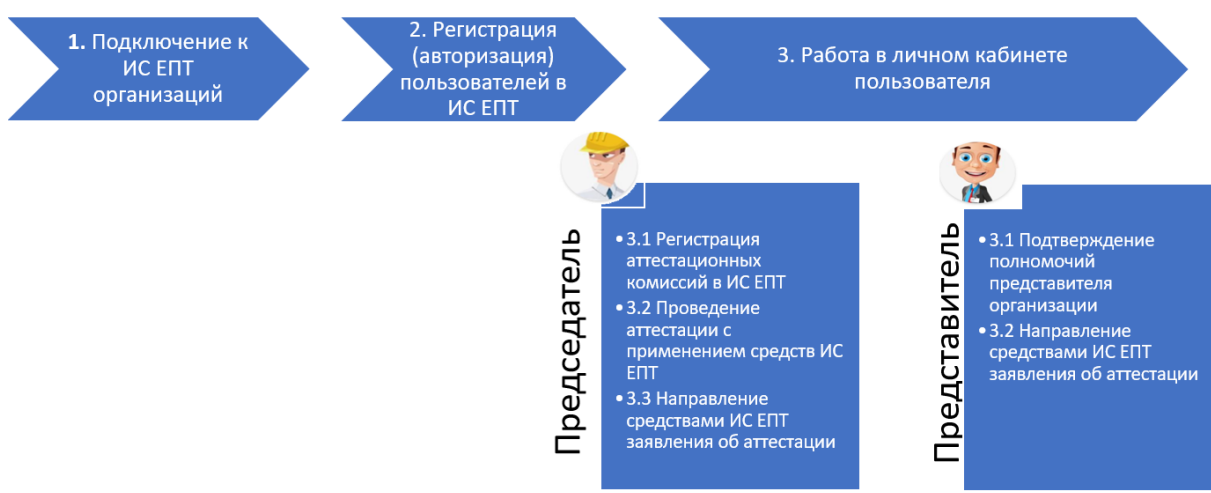 1. Подключение к
ИС ЕПТ
организаций
2. Регистрация
(авторизация)
пользователей в
ИС ЕПТ
3. Работа в личном кабинете
пользователя
Председатель
•3.1 Регистрация
аттестационных
комиссий в ИС ЕПТ
•3.2 Проведение
аттестации с
применением средств ИС
ЕПТ
•3.3 Направление
средствами ИС ЕПТ
заявления об аттестации
Представитель
•3.1 Подтверждение
полномочий
представителя
организации
•3.2 Направление
средствами ИС ЕПТ
заявления об аттестации